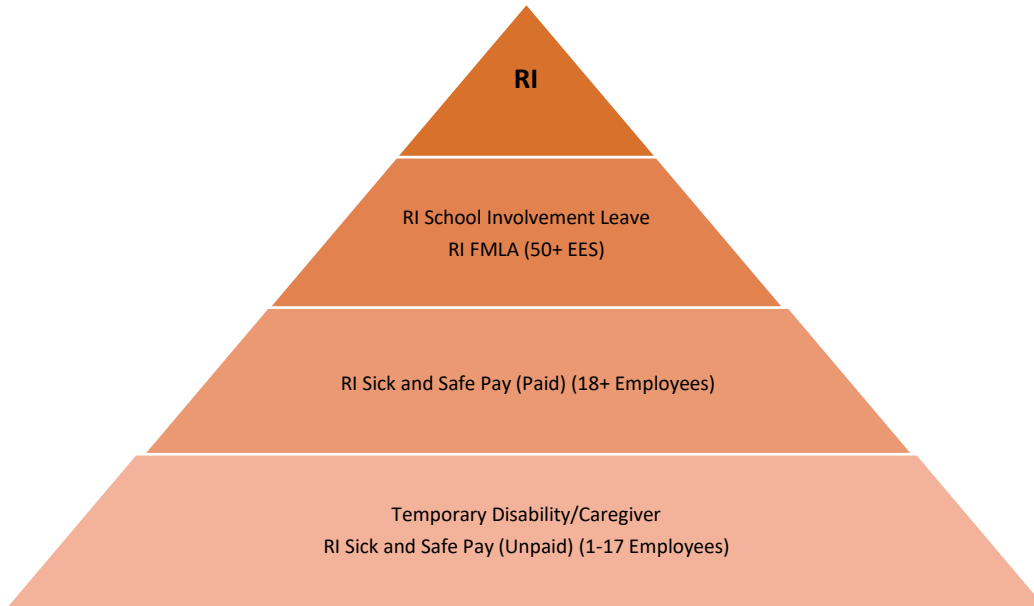 RI
RI School Involvement Leave
RI FMLA (50+ EES)
RI Sick and Safe Pay (Paid) (18+ Employees)
Temporary Disability/Caregiver
RI Sick and Safe Pay (Unpaid) (1-17 Employees)